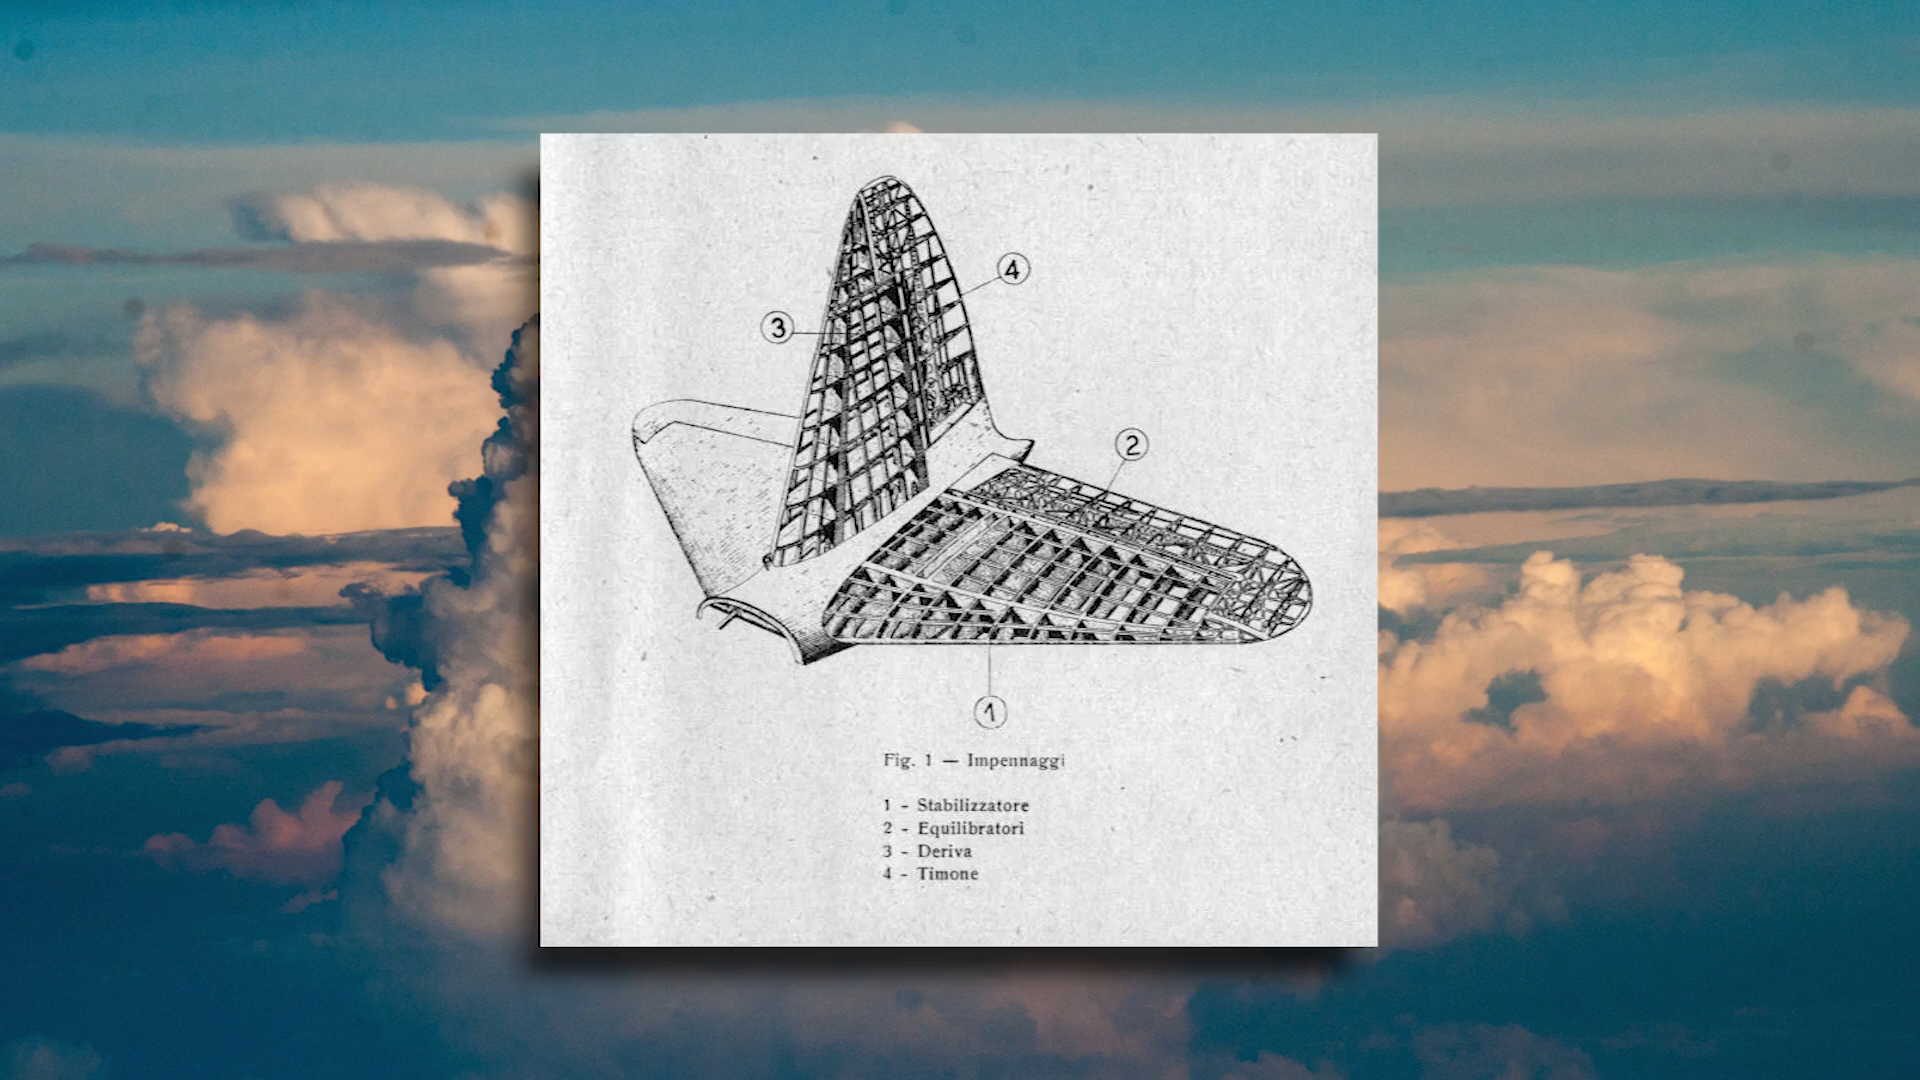 4
3
2
1
Fig. 1 — Impennaggi
1 - Stabilizzatore
2 - Equilibratori
3 - Deriva
4 - Timone